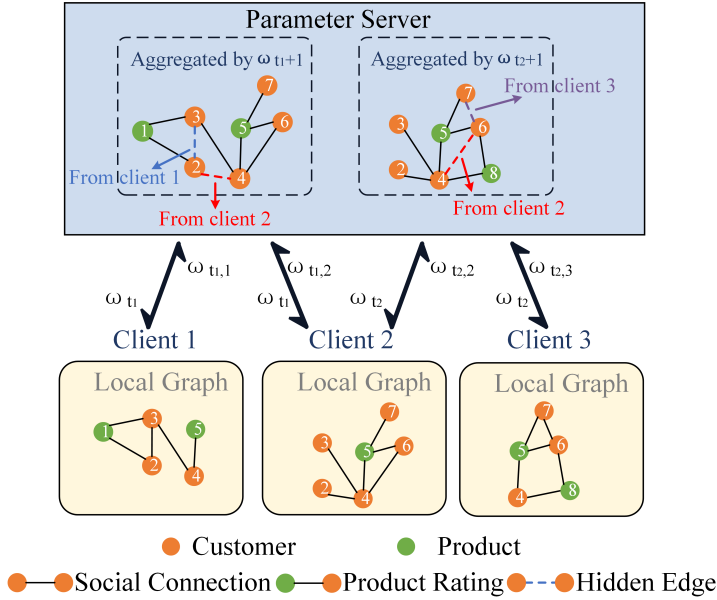 Parameter Server
Aggregated by ω t₁+1
Aggregated by ω t₂+1
7
3
1
5
6
2
4
From client 1
From client 2
7
3
5
6
2
4
8
From client 3
From client 2
ω t₁,1
ω t₁,2
ω t₂,2
ω t₂,3
ω t₁
ω t₁
ω t₂
ω t₂
Client 1
Client 2
Client 3
Local Graph
1
3
5
2
4
Local Graph
7
3
5
6
2
4
Local Graph
7
5
6
4
8
Customer
Product
Social Connection
Product Rating
Hidden Edge